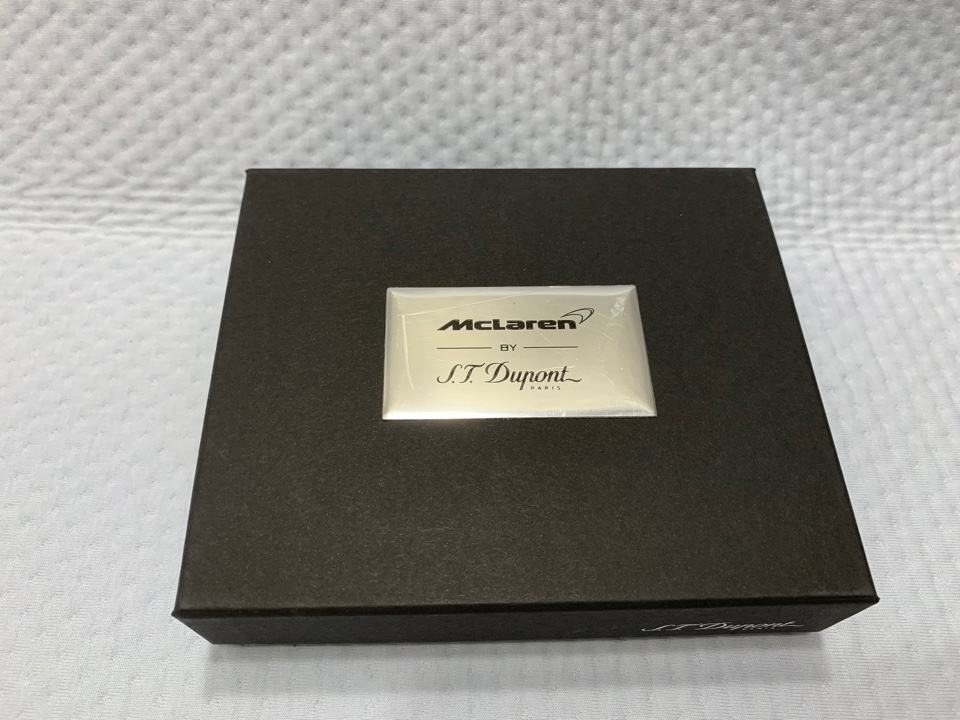 McLaren
BY
S.T. Dupont
PARIS
S.T. Dupont